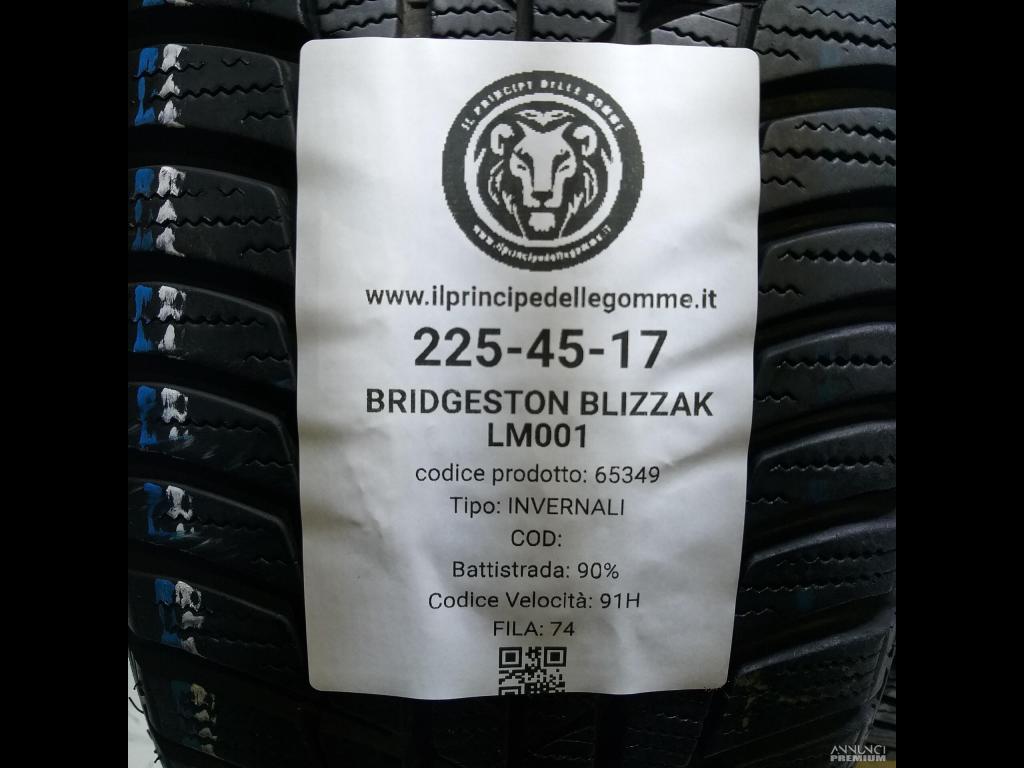 IL PRINCIPE DELLE GOMME
www.ilprincipedellegomme.it
www.ilprincipedellegomme.it
225-45-17
BRIDGESTON BLIZZAK
LM001
codice prodotto: 65349
Tipo: INVERNALI
COD:
Battistrada: 90%
Codice Velocità: 91H
FILA: 74
ANNUNCI
PREMIUM